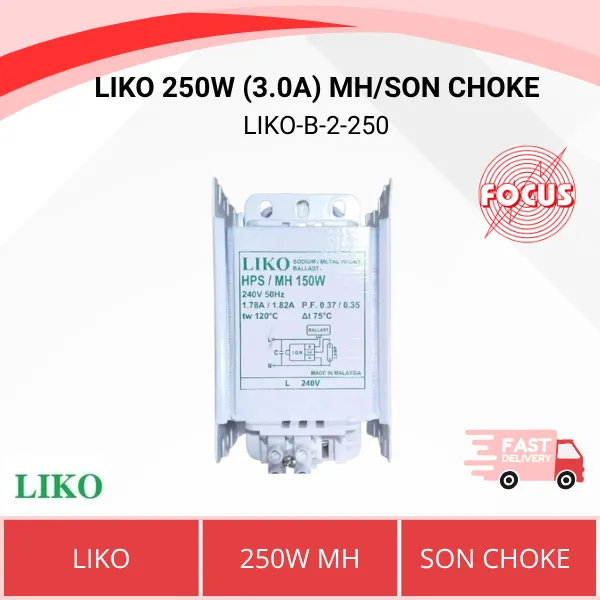 LIKO 250W (3.0A) MH/SON CHOKE
LIKO-B-2-250
FOCUS
LIKO SODIUM / METAL HALIDE
BALLAST -
HPS / MH 150W
240V 50Hz
1.78A / 1.82A P.F. 0.37 / 0.35
tw 120°C Δt 75°C
BALLAST
L
C IGN LAMP
N
MADE IN MALAYSIA
L 240V
FAST
DELIVERY
LIKO
LIKO 250W MH SON CHOKE